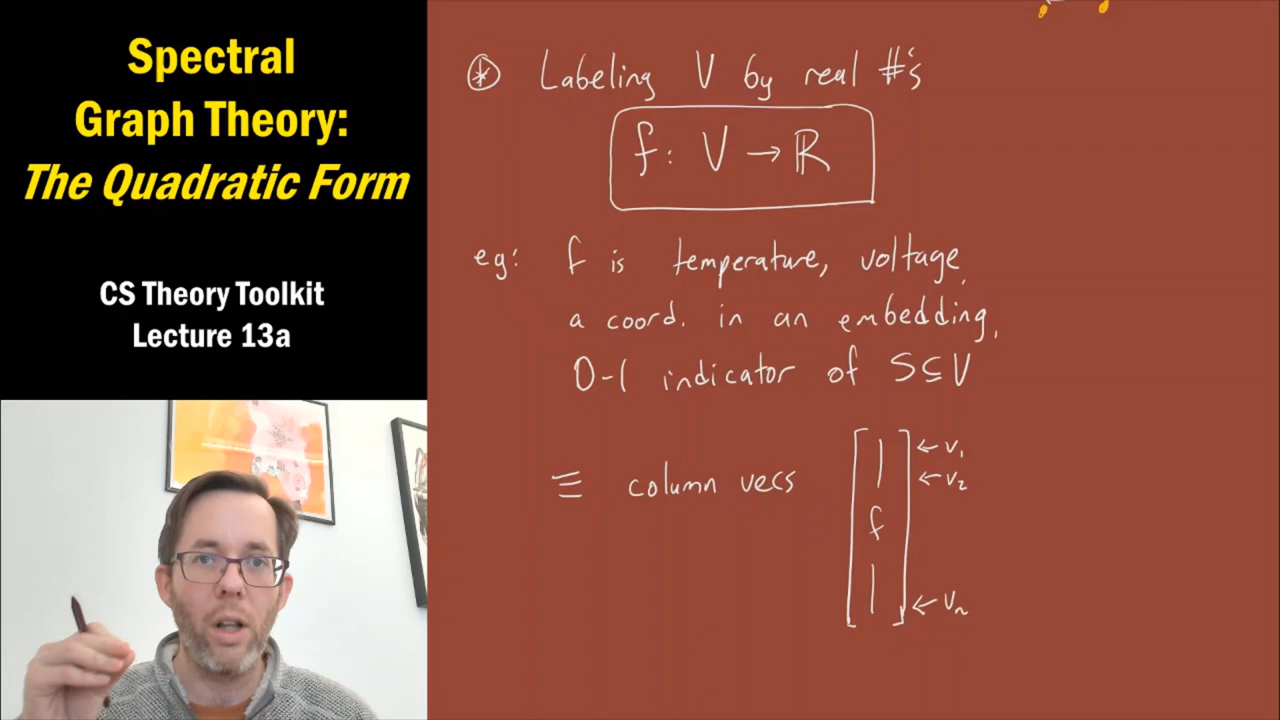 Spectral
Graph Theory:
The Quadratic Form
CS Theory Toolkit
Lecture 13a
⊛ Labeling V by real #'s
f: V → ℝ
eg: f is temperature, voltage,
a coord. in an embedding,
0-1 indicator of S⊆V
≡ column vecs
← v₁
← v₂
f
← vₙ